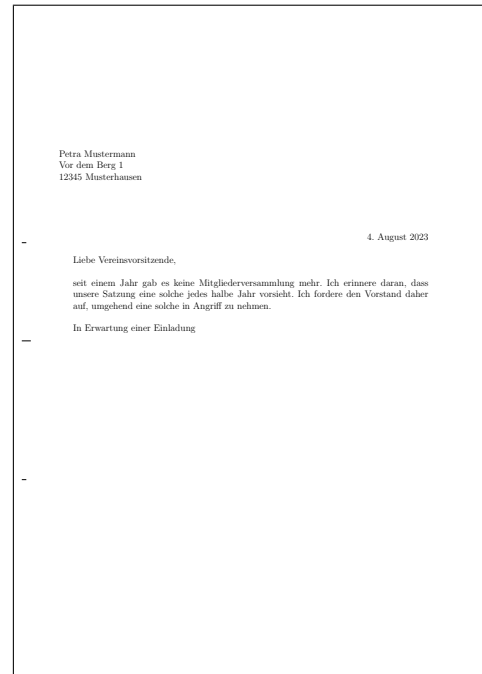 Petra Mustermann
Vor dem Berg 1
12345 Musterhausen
4. August 2023
Liebe Vereinsvorsitzende,
seit einem Jahr gab es keine Mitgliederversammlung mehr. Ich erinnere daran, dass
unsere Satzung eine solche jedes halbe Jahr vorsieht. Ich fordere den Vorstand daher
auf, umgehend eine solche in Angriff zu nehmen.
In Erwartung einer Einladung